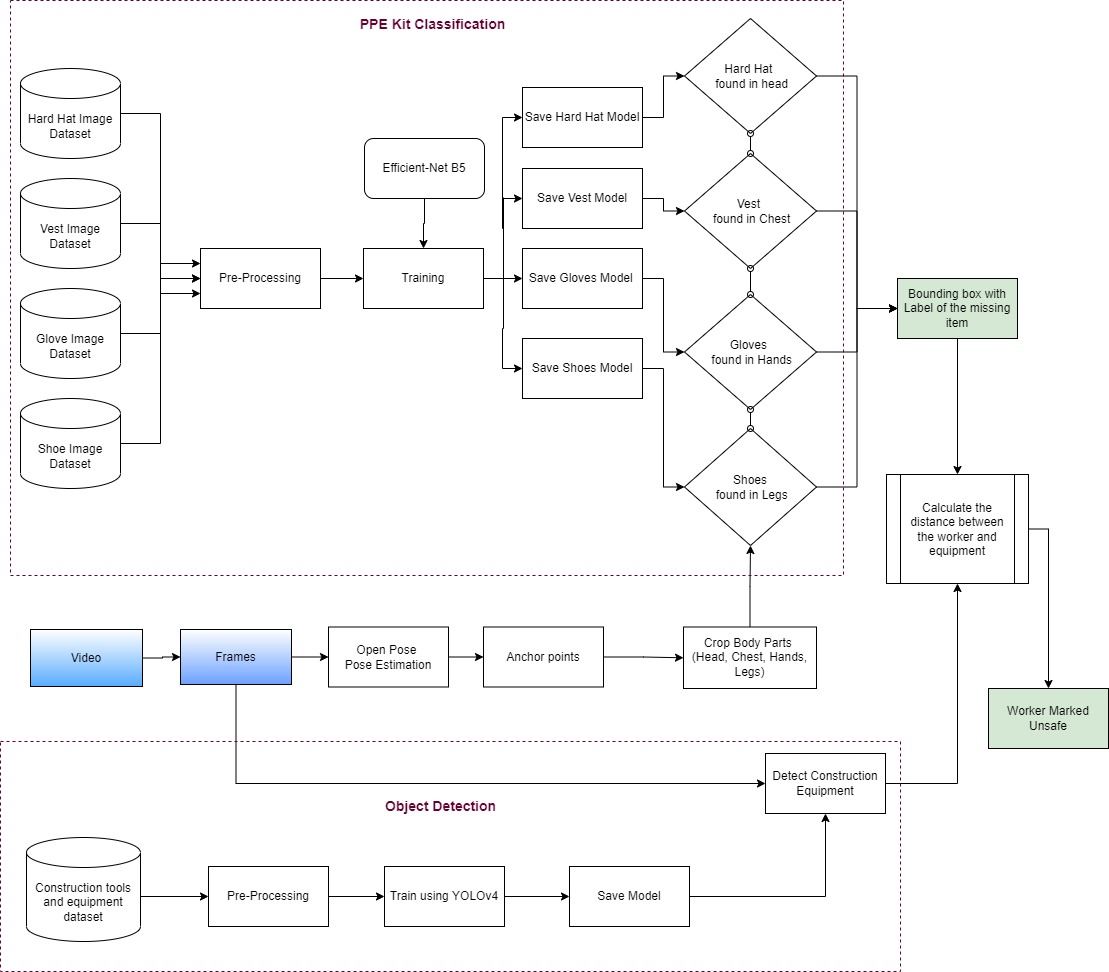 PPE Kit Classification
Hard Hat Image
Dataset
Vest Image
Dataset
Glove Image
Dataset
Shoe Image
Dataset
Pre-Processing
Efficient-Net B5
Training
Save Hard Hat Model
Save Vest Model
Save Gloves Model
Save Shoes Model
Hard Hat
found in head
Vest
found in Chest
Gloves
found in Hands
Shoes
found in Legs
Bounding box with
Label of the missing
item
Calculate the
distance between
the worker and
equipment
Worker Marked
Unsafe
Video
Frames
Open Pose
Pose Estimation
Anchor points
Crop Body Parts
(Head, Chest, Hands,
Legs)
Object Detection
Detect Construction
Equipment
Construction tools
and equipment
dataset
Pre-Processing
Train using YOLOv4
Save Model